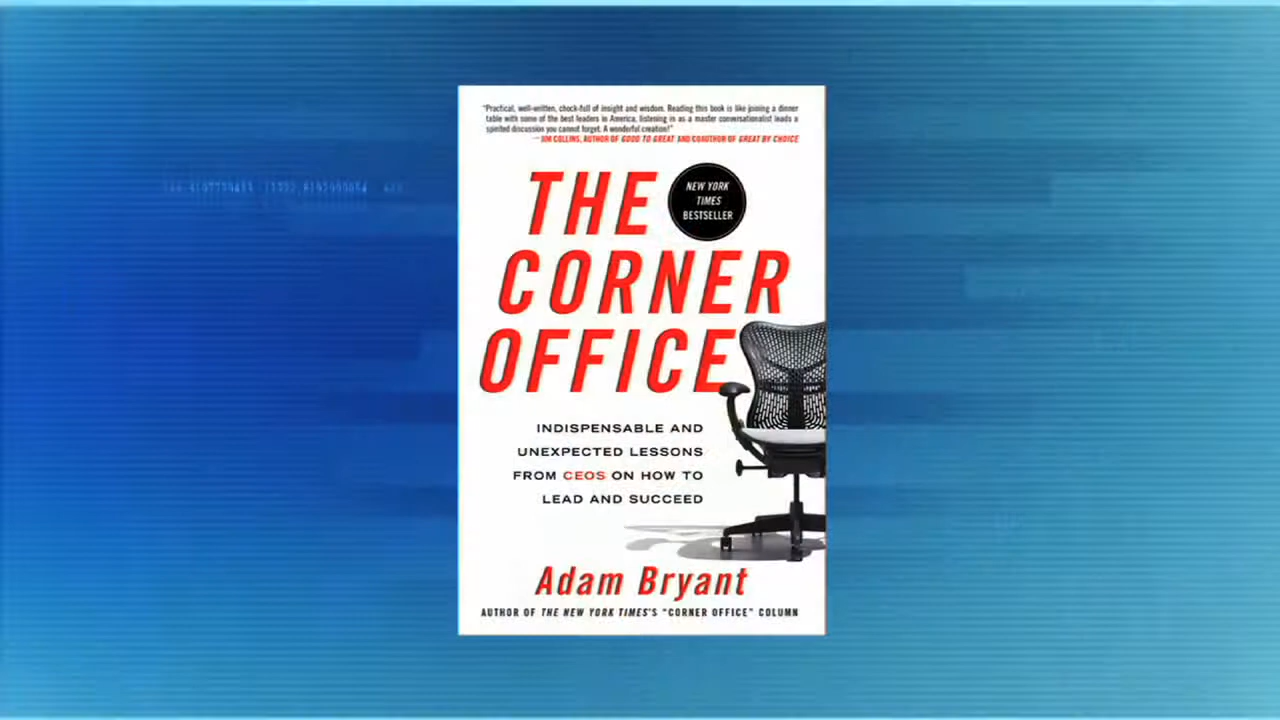 "Practical, well-written, chock-full of insight and wisdom. Reading this book is like joining a dinner
table with some of the best leaders in America, listening in as a master conversationalist leads a
spirited discussion you cannot forget. A wonderful creation!"
—JIM COLLINS, AUTHOR OF GOOD TO GREAT AND COAUTHOR OF GREAT BY CHOICE
THE
NEW YORK
TIMES
BESTSELLER
CORNER
OFFICE
INDISPENSABLE AND
UNEXPECTED LESSONS
FROM CEOS ON HOW TO
LEAD AND SUCCEED
Adam Bryant
AUTHOR OF THE NEW YORK TIMES'S "CORNER OFFICE" COLUMN